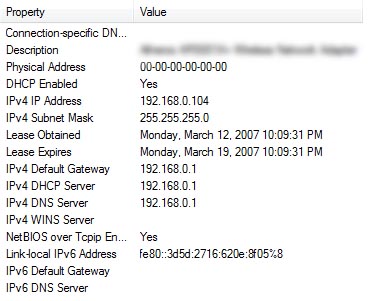 Property Value
Connection-specific DN...
Description
Physical Address 00-00-00-00-00-00
DHCP Enabled Yes
IPv4 IP Address 192.168.0.104
IPv4 Subnet Mask 255.255.255.0
Lease Obtained Monday, March 12, 2007 10:09:31 PM
Lease Expires Monday, March 19, 2007 10:09:31 PM
IPv4 Default Gateway 192.168.0.1
IPv4 DHCP Server 192.168.0.1
IPv4 DNS Server 192.168.0.1
IPv4 WINS Server
NetBIOS over Tcpip En... Yes
Link-local IPv6 Address fe80::3d5d:2716:620e:8f05%8
IPv6 Default Gateway
IPv6 DNS Server